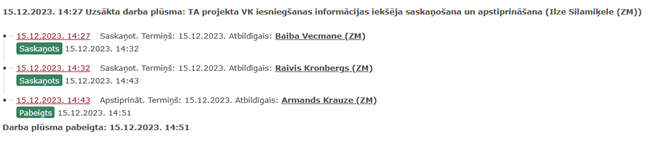 15.12.2023. 14:27 Uzsākta darba plūsma: TA projekta VK iesniegšanas informācijas iekšēja saskaņošana un apstiprināšana (Ilze Silamiķele (ZM))
15.12.2023. 14:27 Saskaņot. Termiņš: 15.12.2023. Atbildīgais: Baiba Vecmane (ZM)
Saskaņots 15.12.2023. 14:32
15.12.2023. 14:32 Saskaņot. Termiņš: 15.12.2023. Atbildīgais: Raivis Kronbergs (ZM)
Saskaņots 15.12.2023. 14:43
15.12.2023. 14:43 Apstiprināt. Termiņš: 15.12.2023. Atbildīgais: Armands Krauze (ZM)
Pabeigts 15.12.2023. 14:51
Darba plūsma pabeigta: 15.12.2023. 14:51